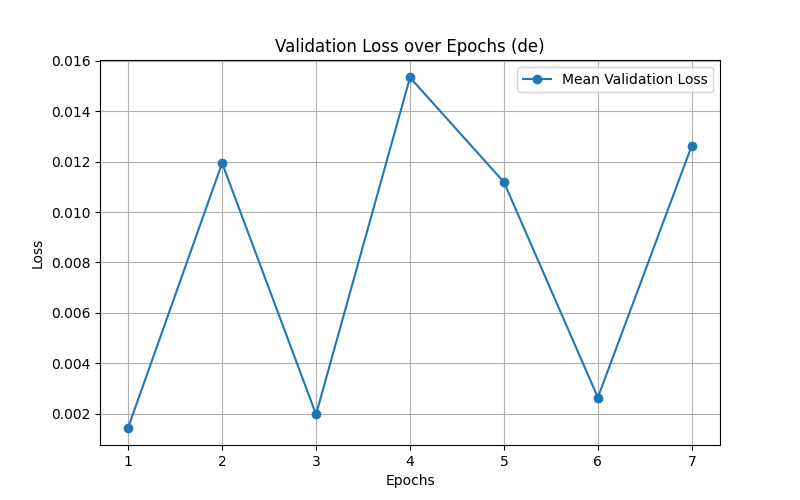 Validation Loss over Epochs (de)
Mean Validation Loss
0.016
0.014
0.012
0.010
0.008
0.006
0.004
0.002
Loss
1 2 3 4 5 6 7
Epochs